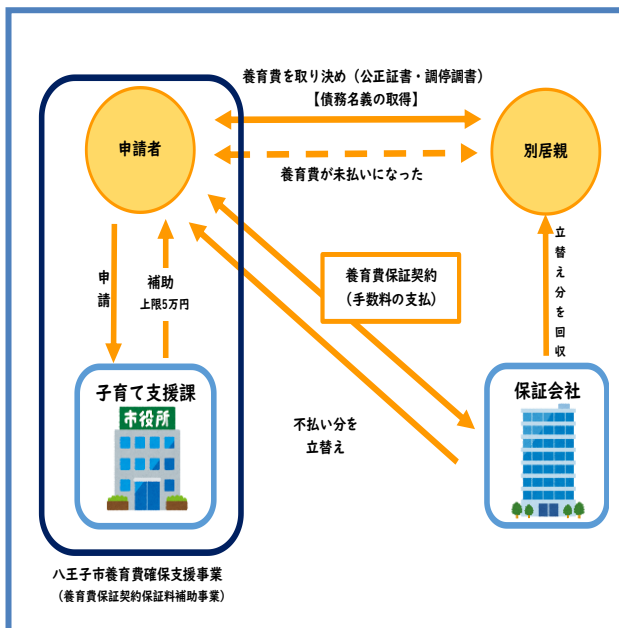 養育費を取り決め（公正証書・調停調書）
【債務名義の取得】
申請者
別居親
養育費が未払いになった
申請
補助
上限5万円
養育費保証契約
（手数料の支払）
立替え分を回収
子育て支援課
市役所
不払い分を
立替え
保証会社
八王子市養育費確保支援事業
（養育費保証契約保証料補助事業）